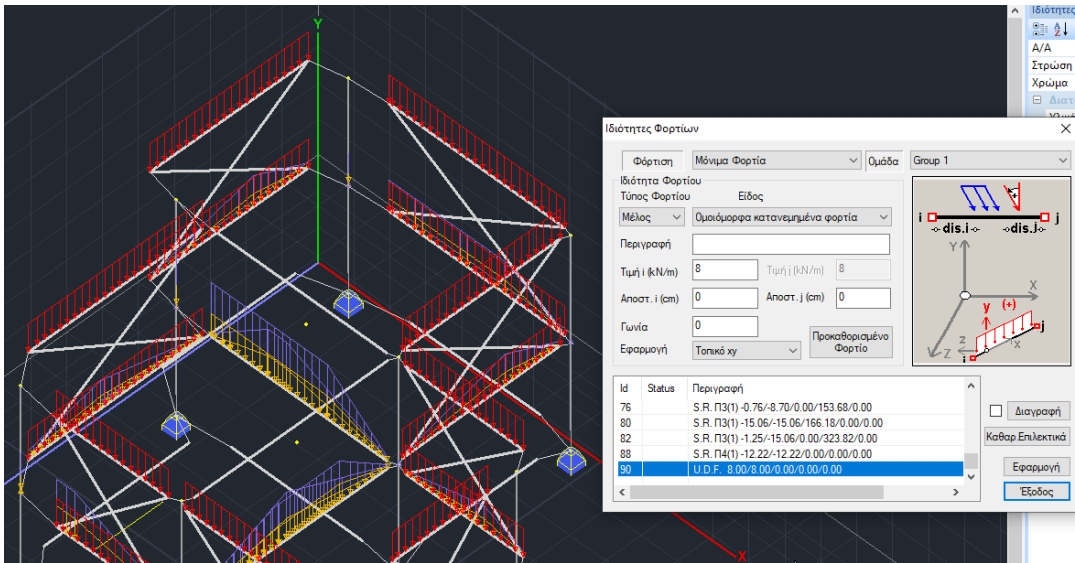 Ιδιότητες
A/A
Στρώση
Χρώμα
Διατ
Y
X
Ιδιότητες Φορτίων
Φόρτιση
Μόνιμα Φορτία
Ομάδα
Group 1
Ιδιότητα Φορτίου
Τύπος Φορτίου Είδος
Μέλος
Ομοιόμορφα κατανεμημένα φορτία
Περιγραφή
Τιμή i (kN/m) 8 Τιμή j (kN/m) 8
Αποστ. i (cm) 0 Αποστ. j (cm) 0
Γωνία 0
Εφαρμογή Τοπικό xy
Προκαθορισμένο
Φορτίο
i j
dis.i dis.j
Y
X
y (+)
j
z x
Z
i
Id Status Περιγραφή
76 S.R. Π3(1) -0.76/-8.70/0.00/153.68/0.00
80 S.R. Π3(1) -15.06/-15.06/166.18/0.00/0.00
82 S.R. Π3(1) -1.25/-15.06/0.00/323.82/0.00
88 S.R. Π4(1) -12.22/-12.22/0.00/0.00/0.00
90 U.D.F. 8.00/8.00/0.00/0.00/0.00
Διαγραφή
Καθαρ.Επιλεκτικά
Εφαρμογή
Έξοδος